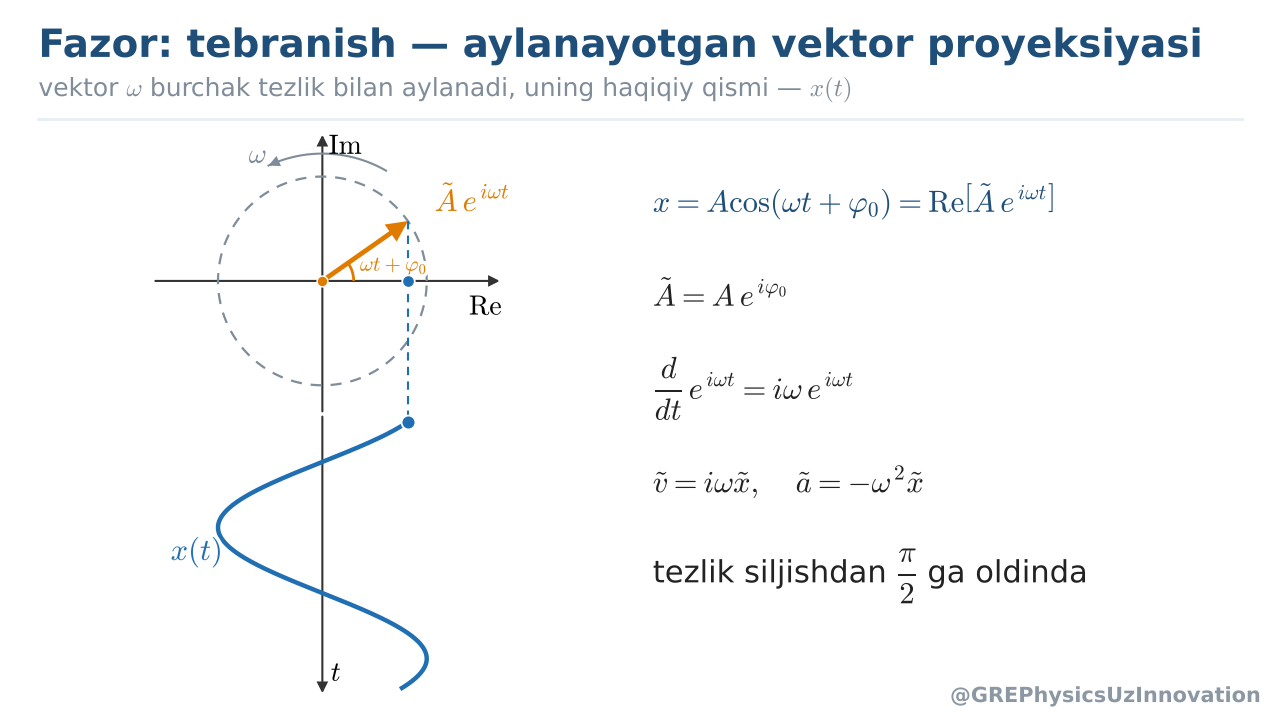 Fazor: tebranish — aylanayotgan vektor proyeksiyasi
vektor ω burchak tezlik bilan aylanadi, uning haqiqiy qismi — x(t)
Im
ω
Ã e^{iωt}
ωt + φ₀
Re
x(t)
t
x = A cos(ωt + φ₀) = Re[Ã e^{iωt}]
Ã = A e^{iφ₀}
d/dt e^{iωt} = iω e^{iωt}
ṽ = iωx̃, ã = −ω²x̃
tezlik siljishdan π/2 ga oldinda
@GREPhysicsUzInnovation